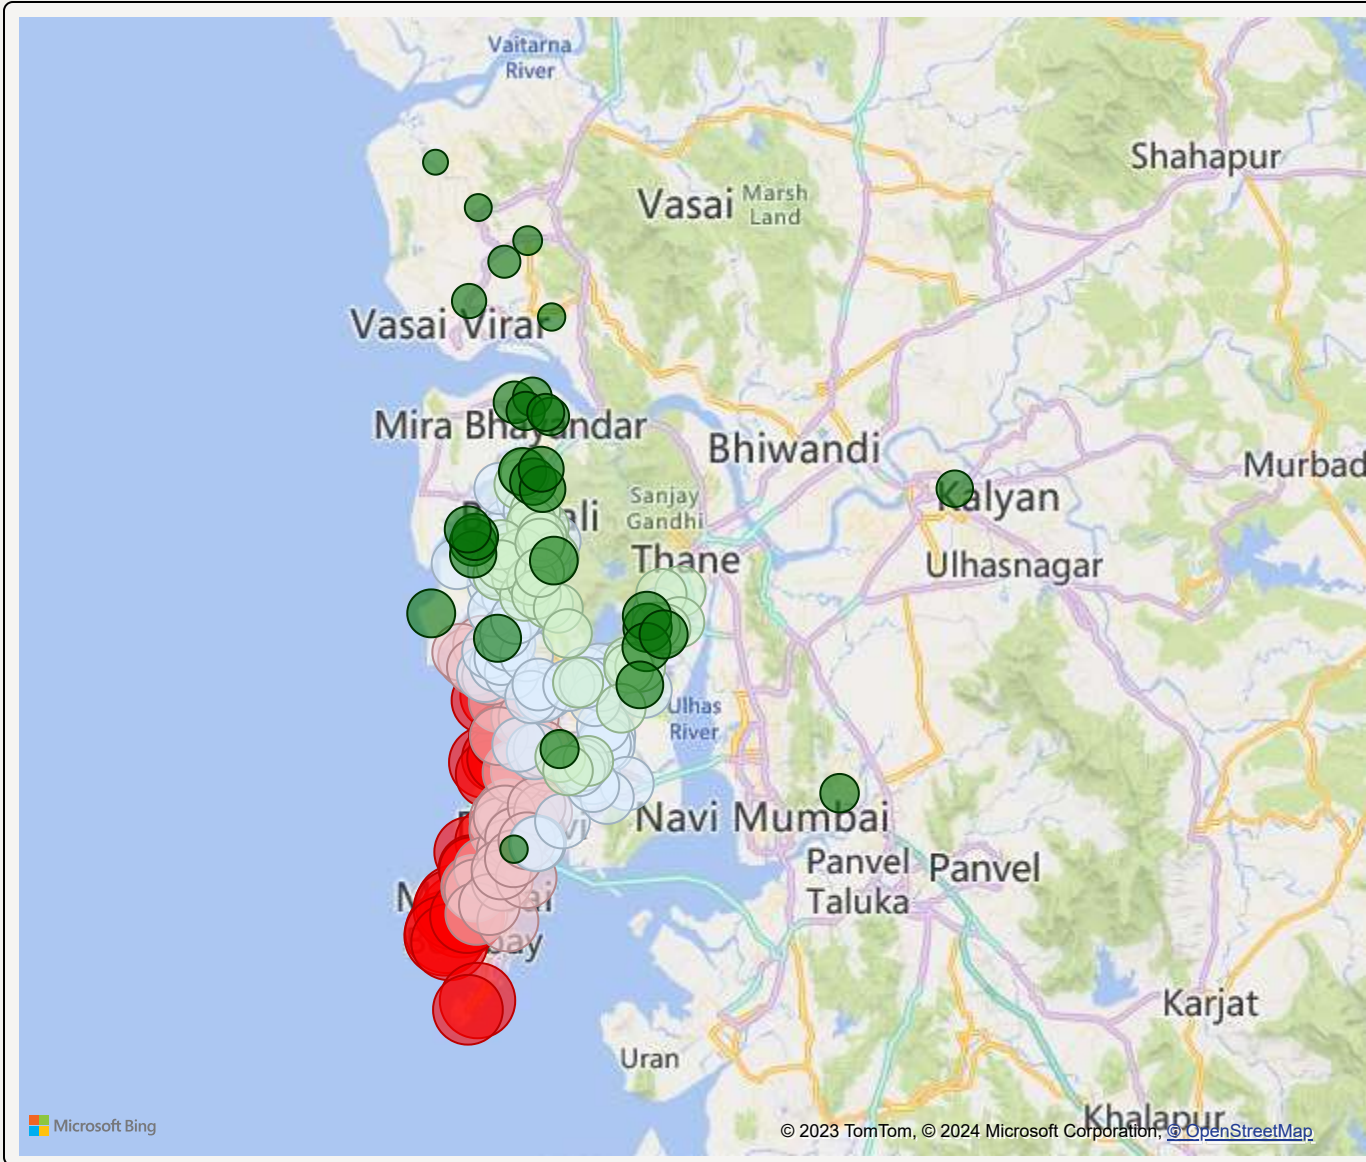 Vaitarna
River
Shahapur
Vasai
Marsh
Land
Vasai Virar
Mira Bhayandar
Bhiwandi
Murbad
Sanjay
Gandhi
Kalyan
Thane
Ulhasnagar
Ulhas
River
Navi Mumbai
Panvel
Taluka
Panvel
Karjat
Uran
Khalapur
Microsoft Bing
© 2023 TomTom, © 2024 Microsoft Corporation, © OpenStreetMap